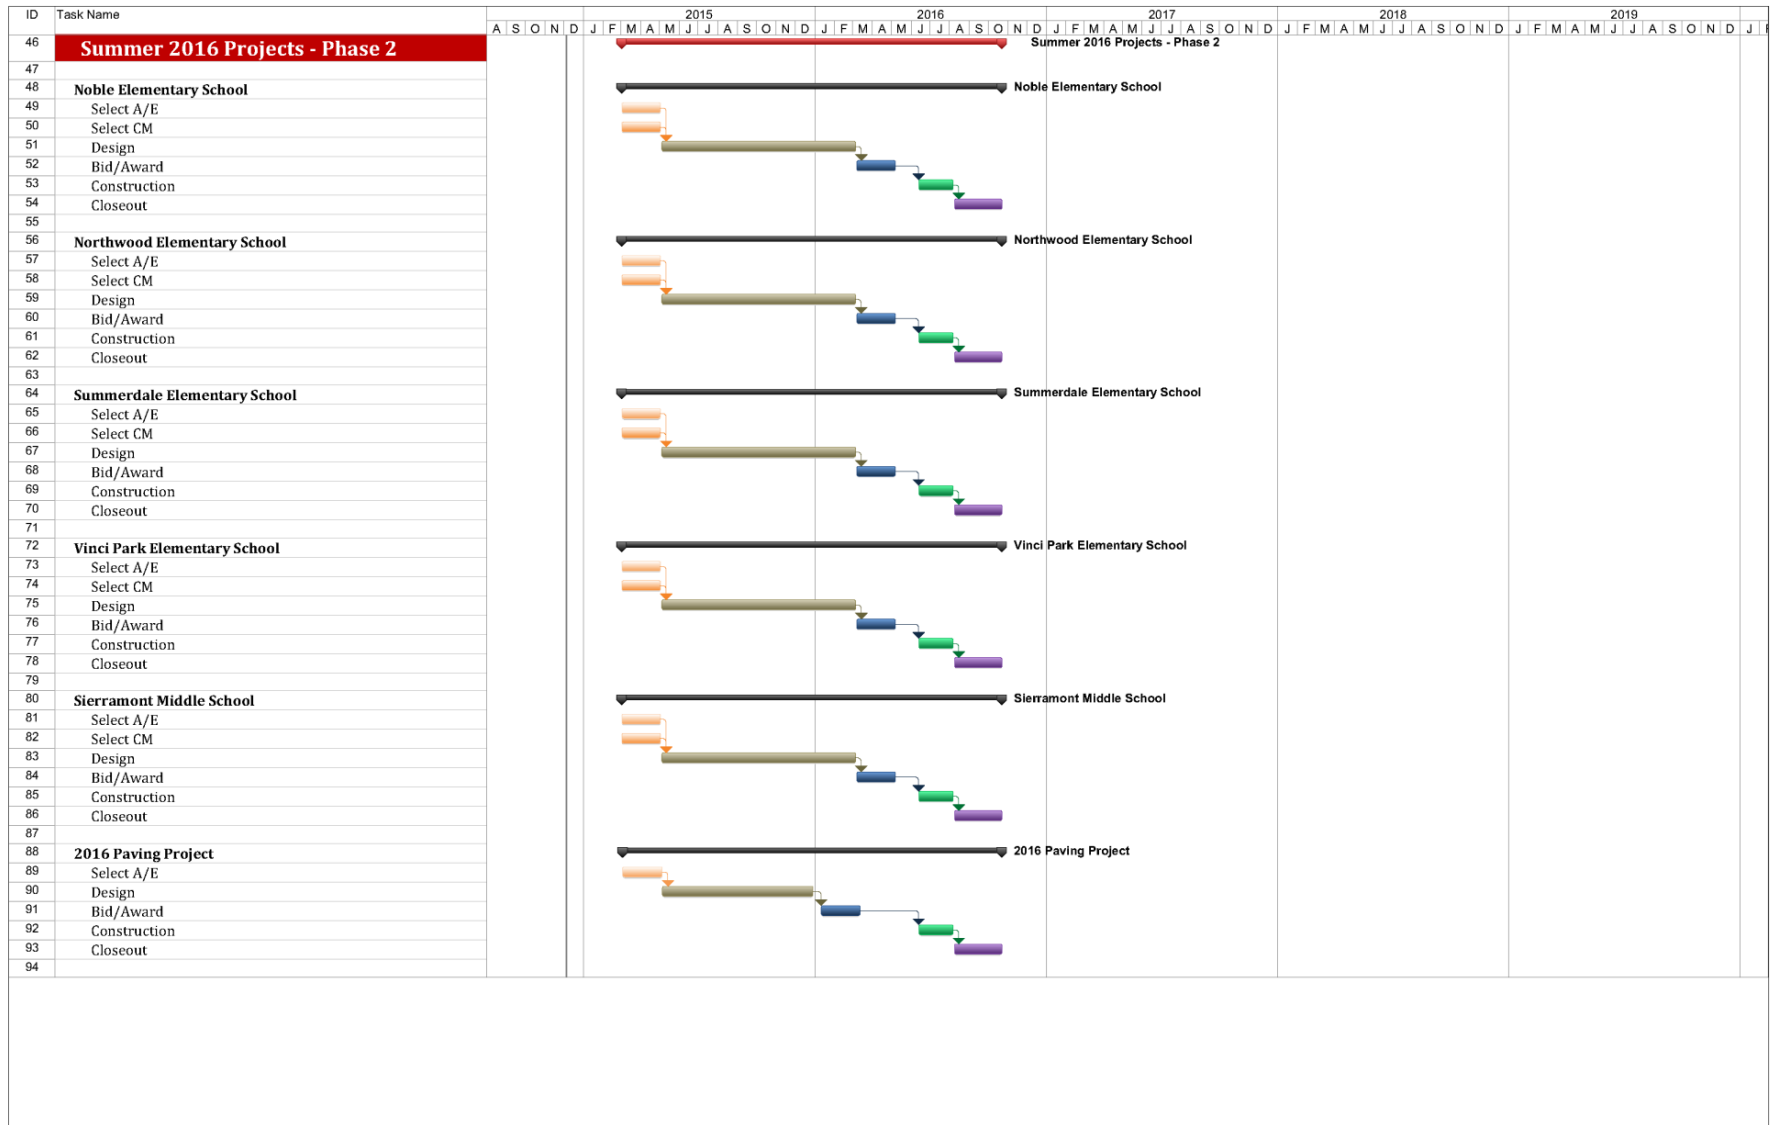 ID Task Name 2015 2016 2017 2018 2019
A S O N D J F M A M J J A S O N D J F M A M J J A S O N D J F M A M J J A S O N D J F M A M J J A S O N D J F M A M J J A S O N D J F
46 Summer 2016 Projects - Phase 2 Summer 2016 Projects - Phase 2
47
48 Noble Elementary School Noble Elementary School
49 Select A/E
50 Select CM
51 Design
52 Bid/Award
53 Construction
54 Closeout
55
56 Northwood Elementary School Northwood Elementary School
57 Select A/E
58 Select CM
59 Design
60 Bid/Award
61 Construction
62 Closeout
63
64 Summerdale Elementary School Summerdale Elementary School
65 Select A/E
66 Select CM
67 Design
68 Bid/Award
69 Construction
70 Closeout
71
72 Vinci Park Elementary School Vinci Park Elementary School
73 Select A/E
74 Select CM
75 Design
76 Bid/Award
77 Construction
78 Closeout
79
80 Sierramont Middle School Sierramont Middle School
81 Select A/E
82 Select CM
83 Design
84 Bid/Award
85 Construction
86 Closeout
87
88 2016 Paving Project 2016 Paving Project
89 Select A/E
90 Design
91 Bid/Award
92 Construction
93 Closeout
94